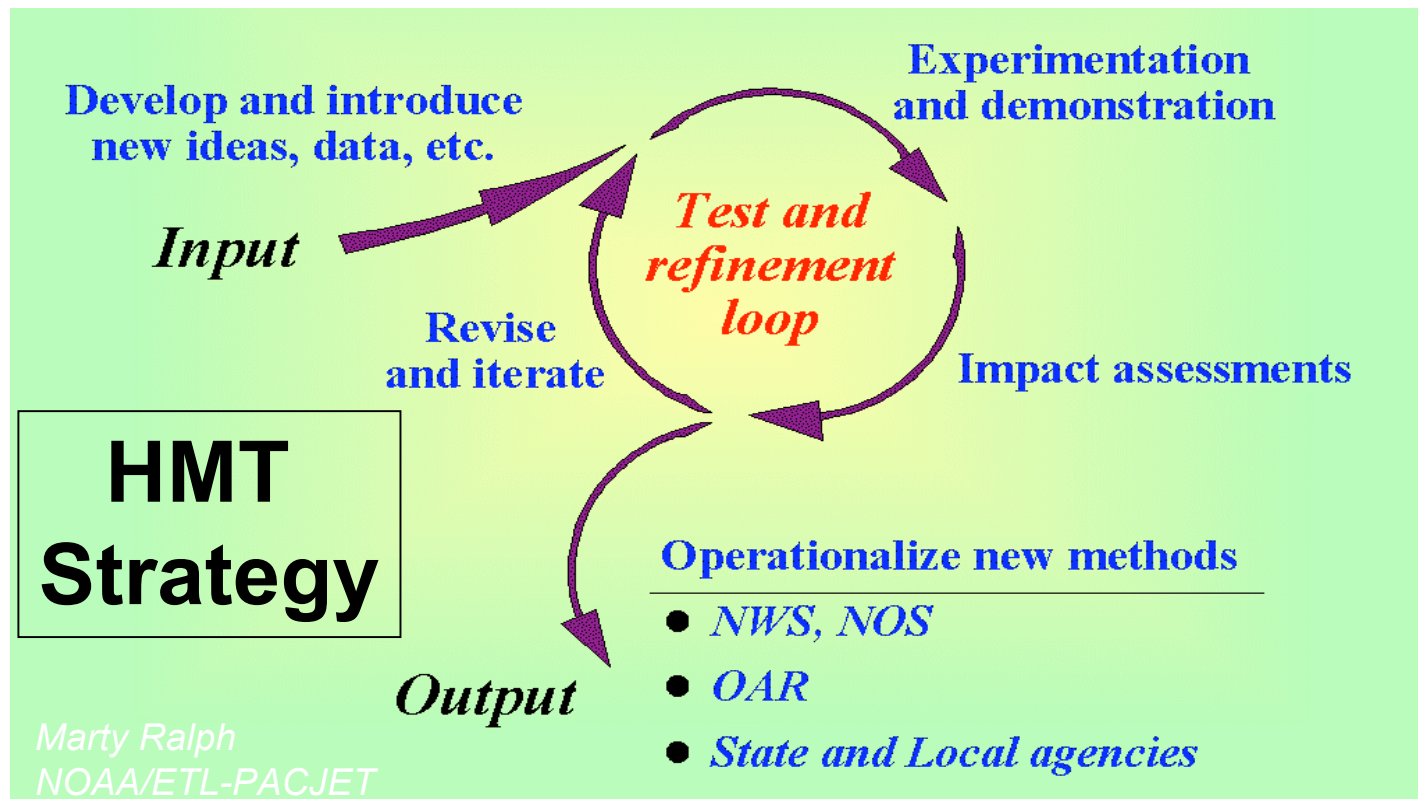 Develop and introduce
new ideas, data, etc.
Input
Experimentation
and demonstration
Test and
refinement
loop
Revise
and iterate
Impact assessments
HMT
Strategy
Output
Operationalize new methods
● NWS, NOS
● OAR
● State and Local agencies
Marty Ralph
NOAA/ETL-PACJET